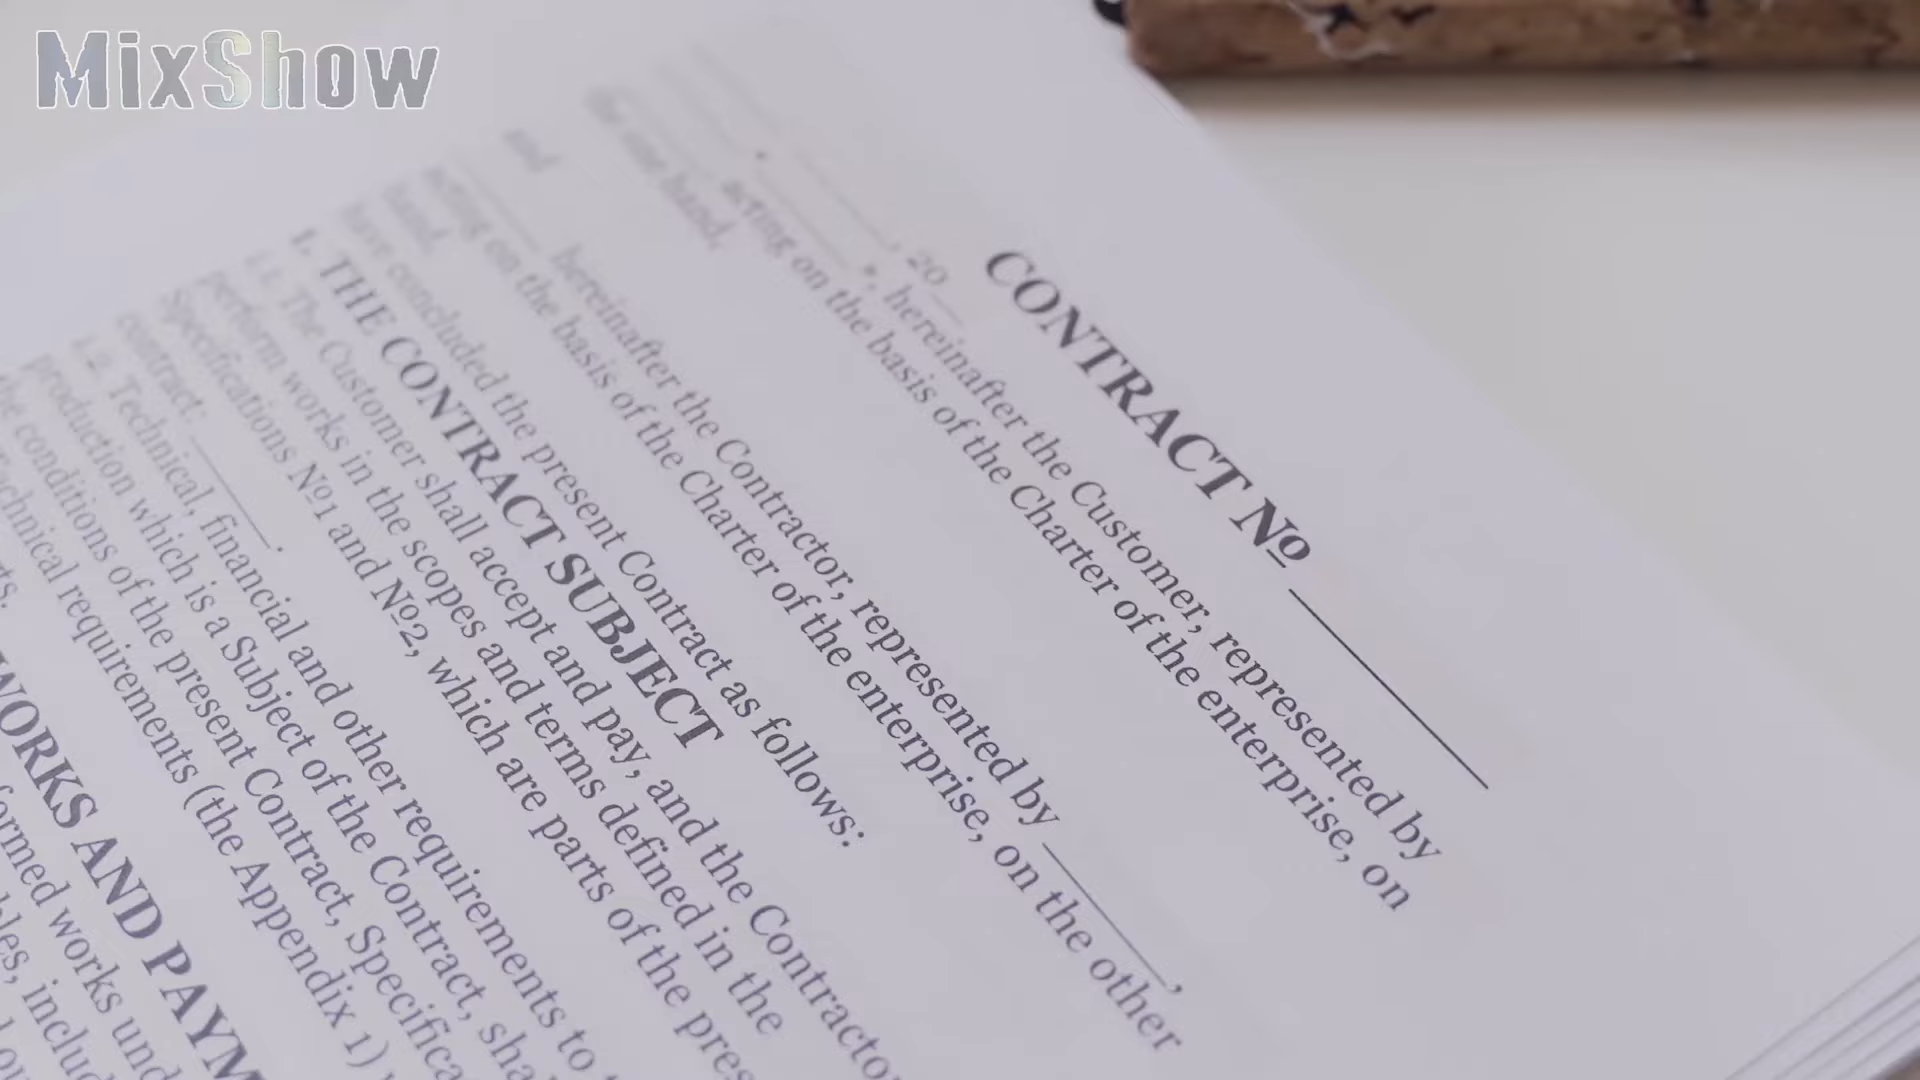 MixShow
CONTRACT №
, 20
", hereinafter the Customer, represented by
acting on the basis of the Charter of the enterprise, on
the one hand,
and
hereinafter the Contractor, represented by ,
acting on the basis of the Charter of the enterprise, on the other
hand,
have concluded the present Contract as follows:
1. THE CONTRACT SUBJECT
1.1. The Customer shall accept and pay, and the Contractor
perform works in the scopes and terms defined in the
Specifications №1 and №2, which are parts of the
contract.
1.2. Technical, financial and other requirements to
production which is a Subject of the Contract,
the conditions of the present Contract,
requirements (the Appendix 1)
WORKS AND
works